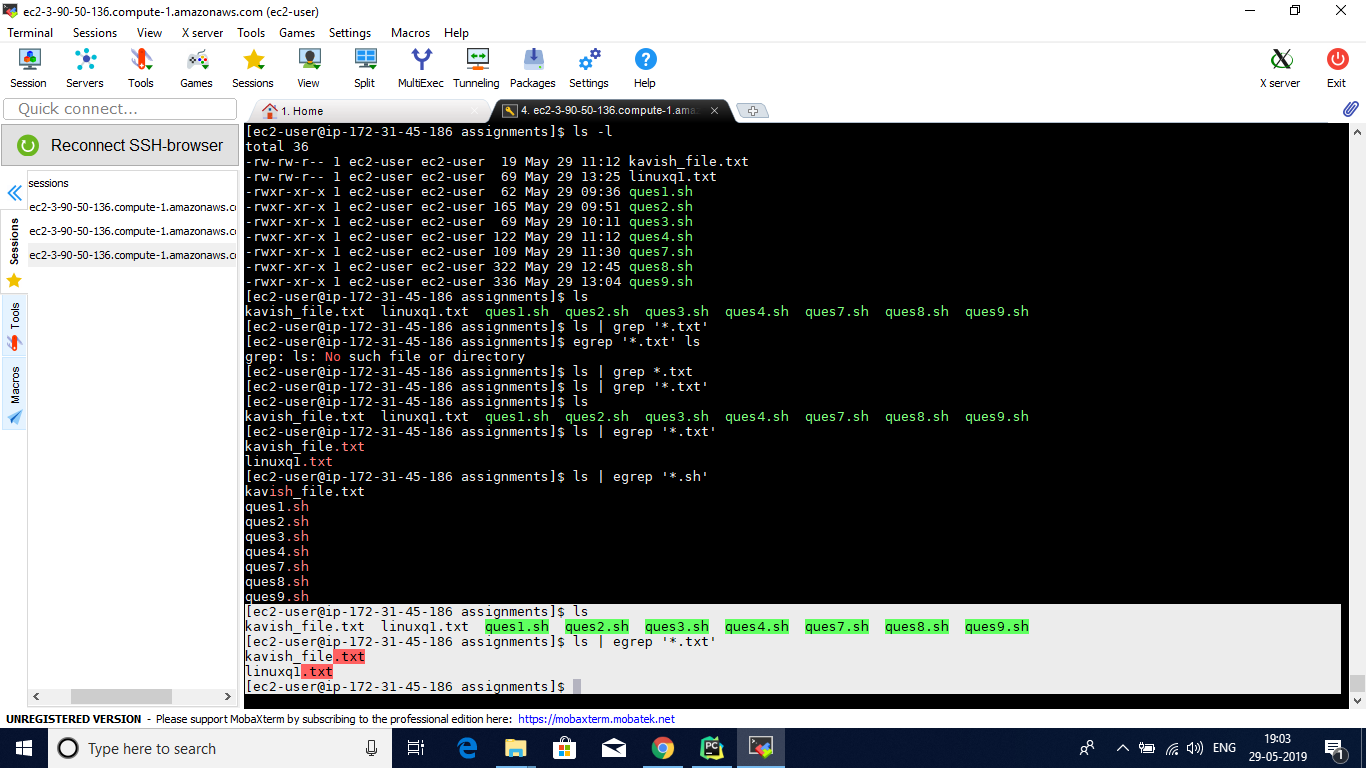 ec2-3-90-50-136.compute-1.amazonaws.com (ec2-user)
Terminal Sessions View X server Tools Games Settings Macros Help
Session Servers Tools Games Sessions View Split MultiExec Tunneling Packages Settings Help X server Exit
Quick connect...
1. Home
4. ec2-3-90-50-136.compute-1.ama
Reconnect SSH-browser
sessions
ec2-3-90-50-136.compute-1.amazonaws.c
ec2-3-90-50-136.compute-1.amazonaws.c
ec2-3-90-50-136.compute-1.amazonaws.c
Sessions
Tools
Macros
[ec2-user@ip-172-31-45-186 assignments]$ ls -l
total 36
-rw-rw-r-- 1 ec2-user ec2-user  19 May 29 11:12 kavish_file.txt
-rw-rw-r-- 1 ec2-user ec2-user  69 May 29 13:25 linuxq1.txt
-rwxr-xr-x 1 ec2-user ec2-user  62 May 29 09:36 ques1.sh
-rwxr-xr-x 1 ec2-user ec2-user 165 May 29 09:51 ques2.sh
-rwxr-xr-x 1 ec2-user ec2-user  69 May 29 10:11 ques3.sh
-rwxr-xr-x 1 ec2-user ec2-user 122 May 29 11:12 ques4.sh
-rwxr-xr-x 1 ec2-user ec2-user 109 May 29 11:30 ques7.sh
-rwxr-xr-x 1 ec2-user ec2-user 322 May 29 12:45 ques8.sh
-rwxr-xr-x 1 ec2-user ec2-user 336 May 29 13:04 ques9.sh
[ec2-user@ip-172-31-45-186 assignments]$ ls
kavish_file.txt  linuxq1.txt  ques1.sh  ques2.sh  ques3.sh  ques4.sh  ques7.sh  ques8.sh  ques9.sh
[ec2-user@ip-172-31-45-186 assignments]$ ls | grep '*.txt'
[ec2-user@ip-172-31-45-186 assignments]$ egrep '*.txt' ls
grep: ls: No such file or directory
[ec2-user@ip-172-31-45-186 assignments]$ ls | grep *.txt
[ec2-user@ip-172-31-45-186 assignments]$ ls | grep '*.txt'
[ec2-user@ip-172-31-45-186 assignments]$ ls
kavish_file.txt  linuxq1.txt  ques1.sh  ques2.sh  ques3.sh  ques4.sh  ques7.sh  ques8.sh  ques9.sh
[ec2-user@ip-172-31-45-186 assignments]$ ls | egrep '*.txt'
kavish_file.txt
linuxq1.txt
[ec2-user@ip-172-31-45-186 assignments]$ ls | egrep '*.sh'
kavish_file.txt
ques1.sh
ques2.sh
ques3.sh
ques4.sh
ques7.sh
ques8.sh
ques9.sh
[ec2-user@ip-172-31-45-186 assignments]$ ls
kavish_file.txt  linuxq1.txt  ques1.sh  ques2.sh  ques3.sh  ques4.sh  ques7.sh  ques8.sh  ques9.sh
[ec2-user@ip-172-31-45-186 assignments]$ ls | egrep '*.txt'
kavish_file.txt
linuxq1.txt
[ec2-user@ip-172-31-45-186 assignments]$
UNREGISTERED VERSION - Please support MobaXterm by subscribing to the professional edition here: https://mobaxterm.mobatek.net
Type here to search
PC
ENG
19:03
29-05-2019
1